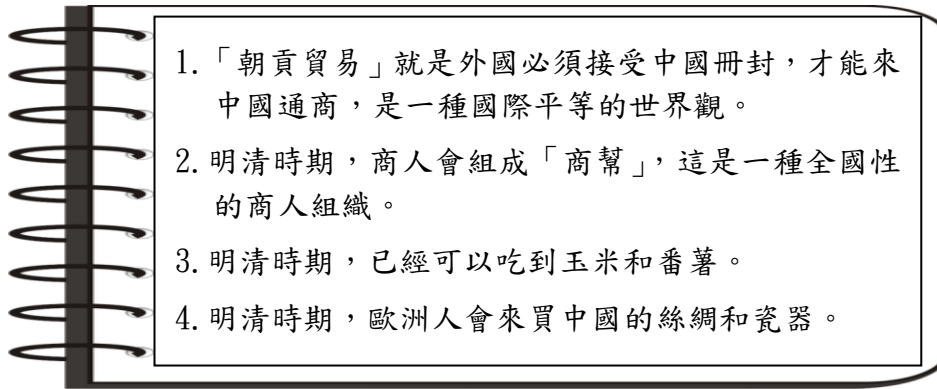 1.「朝貢貿易」就是外國必須接受中國冊封，才能來
中國通商，是一種國際平等的世界觀。
2.明清時期，商人會組成「商幫」，這是一種全國性
的商人組織。
3.明清時期，已經可以吃到玉米和番薯。
4.明清時期，歐洲人會來買中國的絲綢和瓷器。